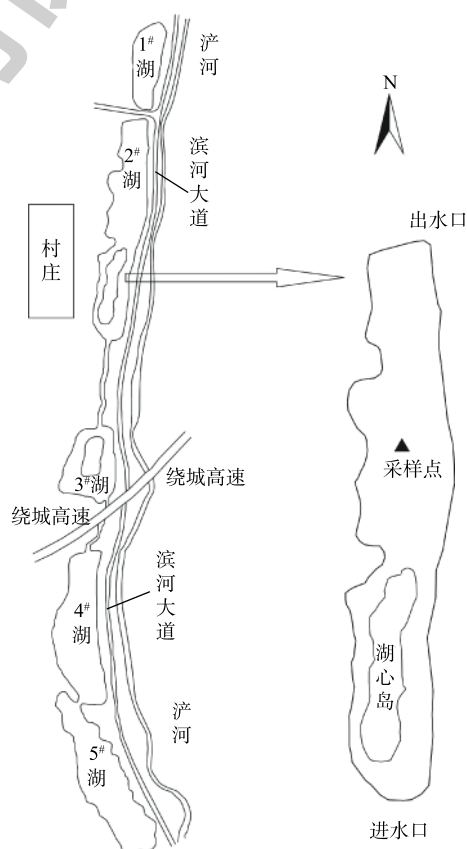 1#
湖
浐
河
2#
湖
滨
河
大
道
村
庄
3#湖
绕城高速
绕城高速
滨
河
大
道
4#
湖
浐
河
5#
湖
N
出水口
采样点
湖
心
岛
进水口